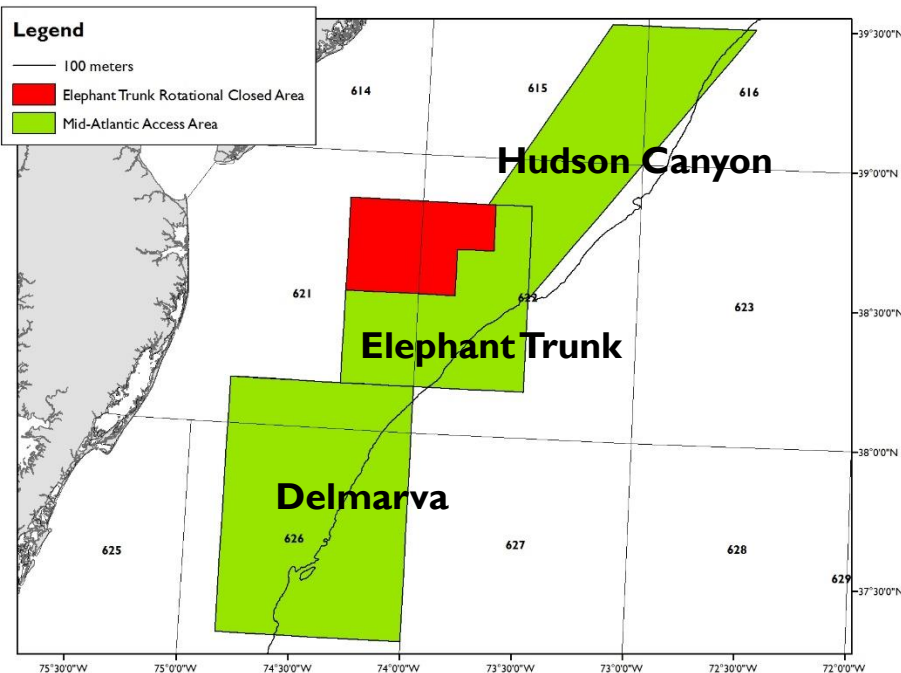 Legend
100 meters
Elephant Trunk Rotational Closed Area
Mid-Atlantic Access Area
614
615
616
39°30'0"N
Hudson Canyon
39°0'0"N
621
622
623
38°30'0"N
Elephant Trunk
38°0'0"N
Delmarva
625
626
627
628
629
37°30'0"N
75°30'0"W
75°0'0"W
74°30'0"W
74°0'0"W
73°30'0"W
73°0'0"W
72°30'0"W
72°0'0"W